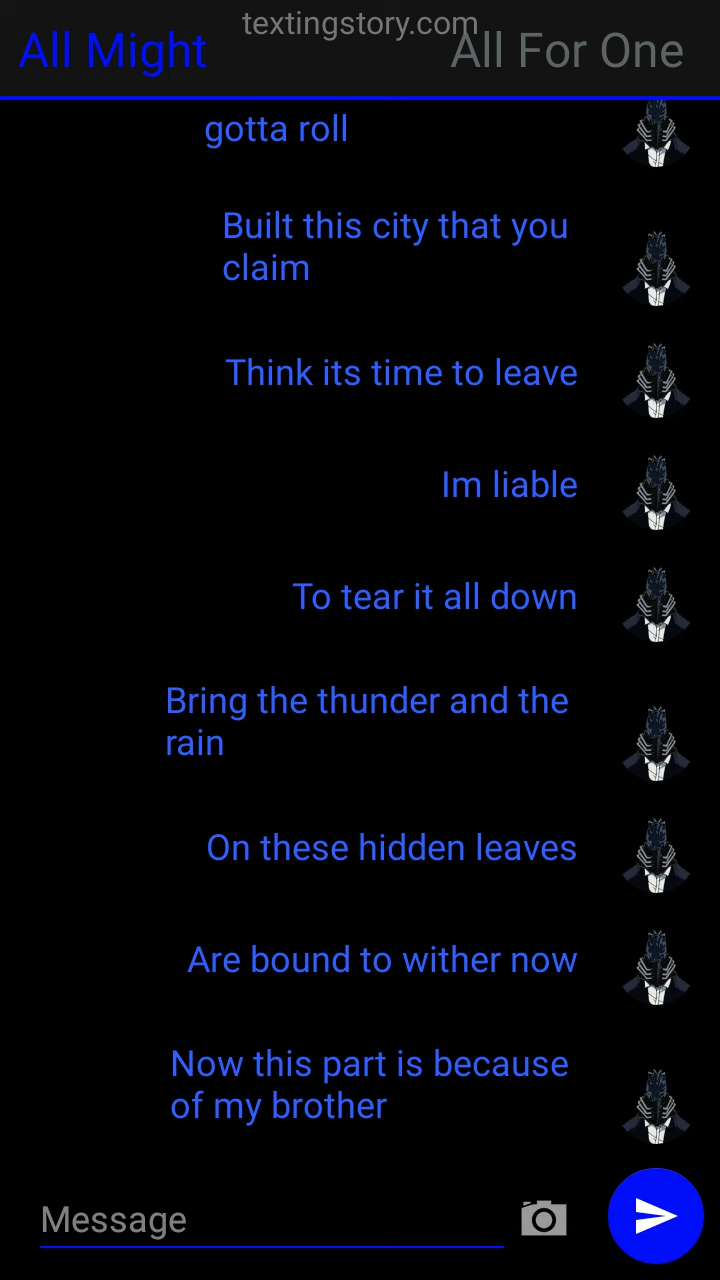 textingstory.com
All Might
All For One
gotta roll
Built this city that you
claim
Think its time to leave
Im liable
To tear it all down
Bring the thunder and the
rain
On these hidden leaves
Are bound to wither now
Now this part is because
of my brother
Message